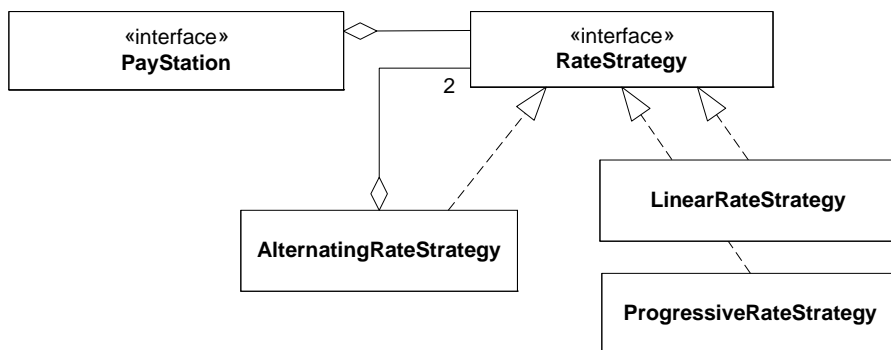 «interface»
PayStation
«interface»
RateStrategy
2
AlternatingRateStrategy
LinearRateStrategy
ProgressiveRateStrategy